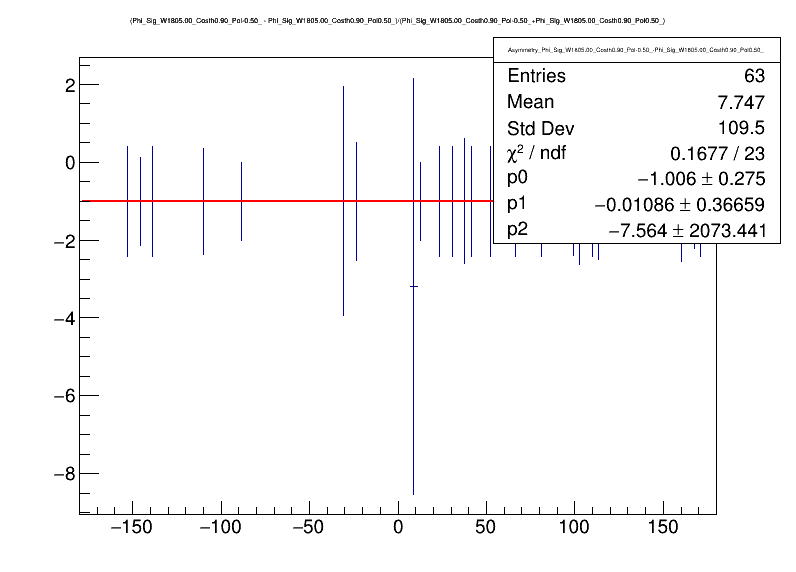 (Phi_Sig_W1805.00_Costh0.90_Pol-0.50_ - Phi_Sig_W1805.00_Costh0.90_Pol0.50_)/(Phi_Sig_W1805.00_Costh0.90_Pol-0.50_+Phi_Sig_W1805.00_Costh0.90_Pol0.50_)
Asymmetry_Phi_Sig_W1805.00_Costh0.90_Pol-0.50_-Phi_Sig_W1805.00_Costh0.90_Pol0.50_
Entries 63
Mean 7.747
Std Dev 109.5
χ² / ndf 0.1677 / 23
p0 −1.006 ± 0.275
p1 −0.01086 ± 0.36659
p2 −7.564 ± 2073.441
2
0
−2
−4
−6
−8
−150 −100 −50 0 50 100 150